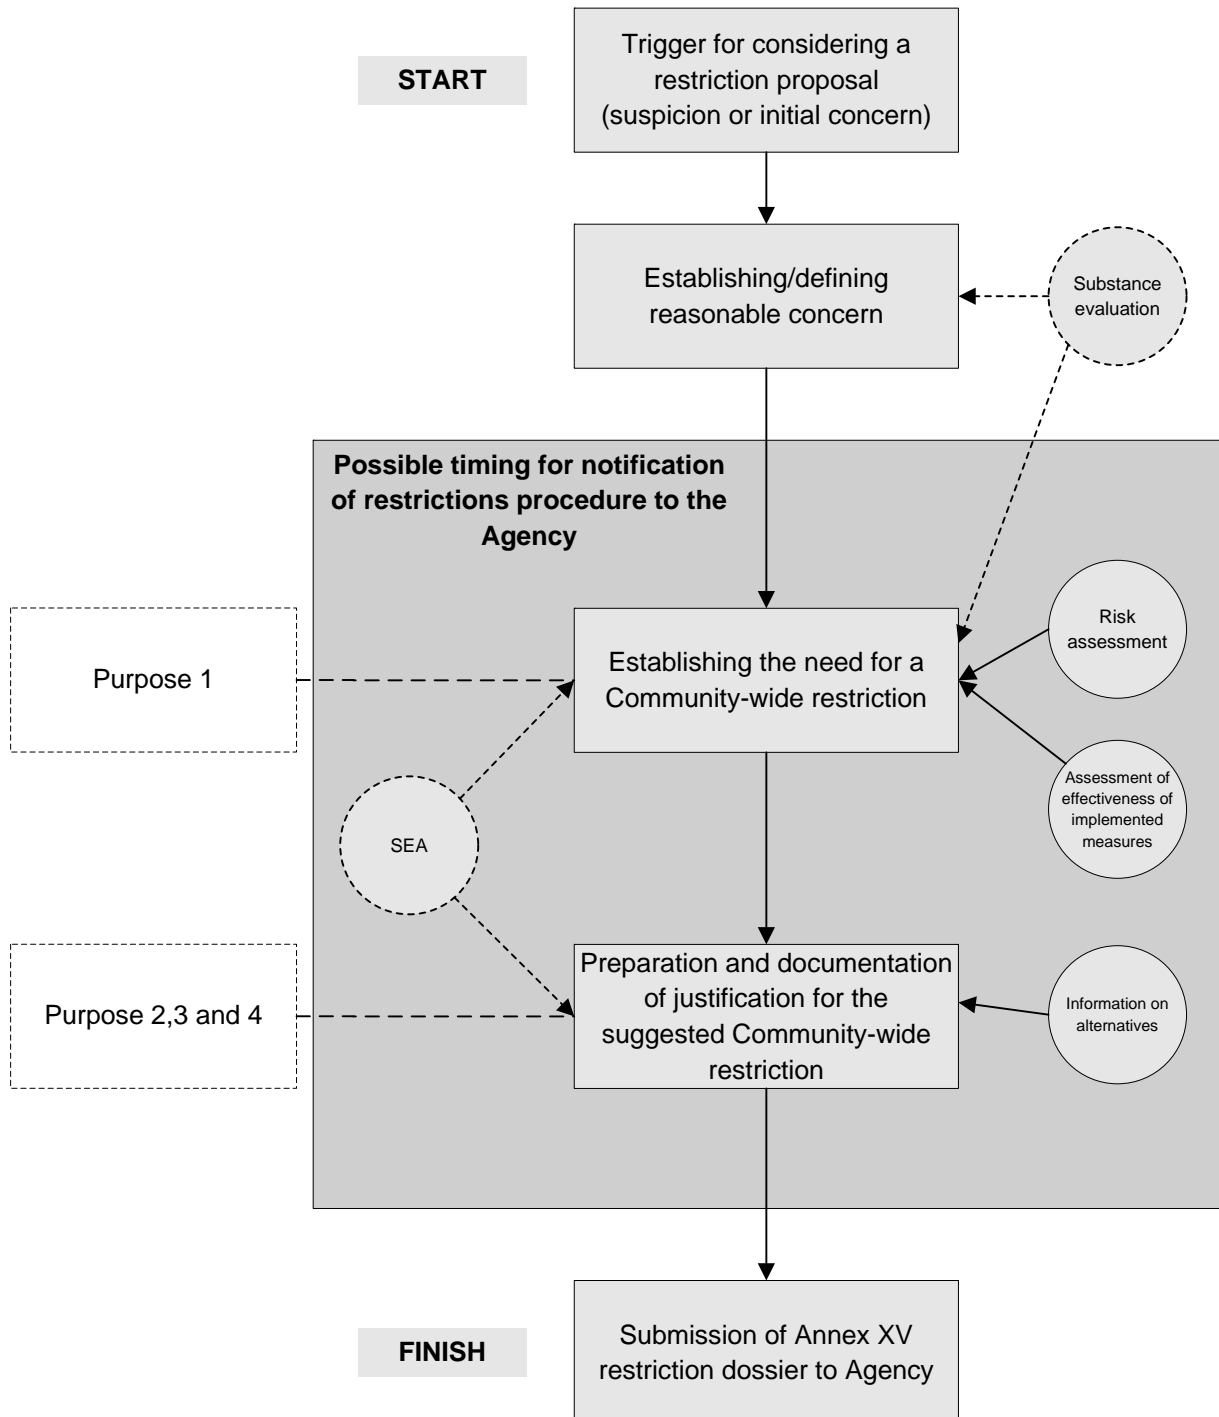 START
Trigger for considering a
restriction proposal
(suspicion or initial concern)
Establishing/defining
reasonable concern
Substance
evaluation
Possible timing for notification
of restrictions procedure to the
Agency
Purpose 1
Establishing the need for a
Community-wide restriction
Risk
assessment
Assessment of
effectiveness of
implemented
measures
SEA
Purpose 2,3 and 4
Preparation and documentation
of justification for the
suggested Community-wide
restriction
Information on
alternatives
FINISH
Submission of Annex XV
restriction dossier to Agency